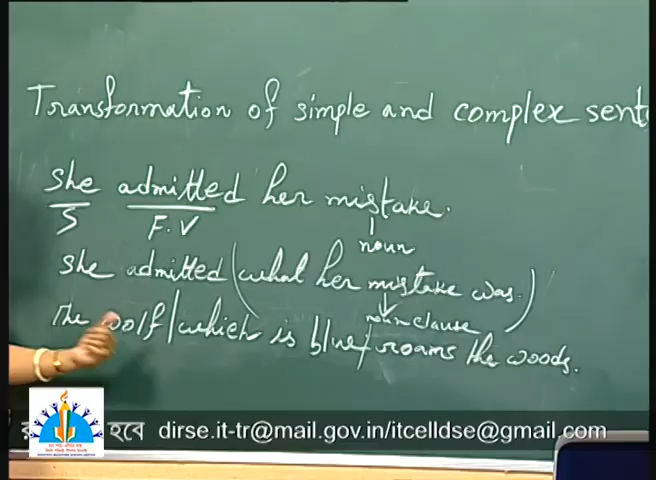 Transformation of simple and complex sent
She admitted her mistake.
S F.V noun
She admitted (what her mistake was.)
noun clause
The wolf/which is blue/roams the woods.
হবে dirse.it-tr@mail.gov.in/itcelldse@gmail.com